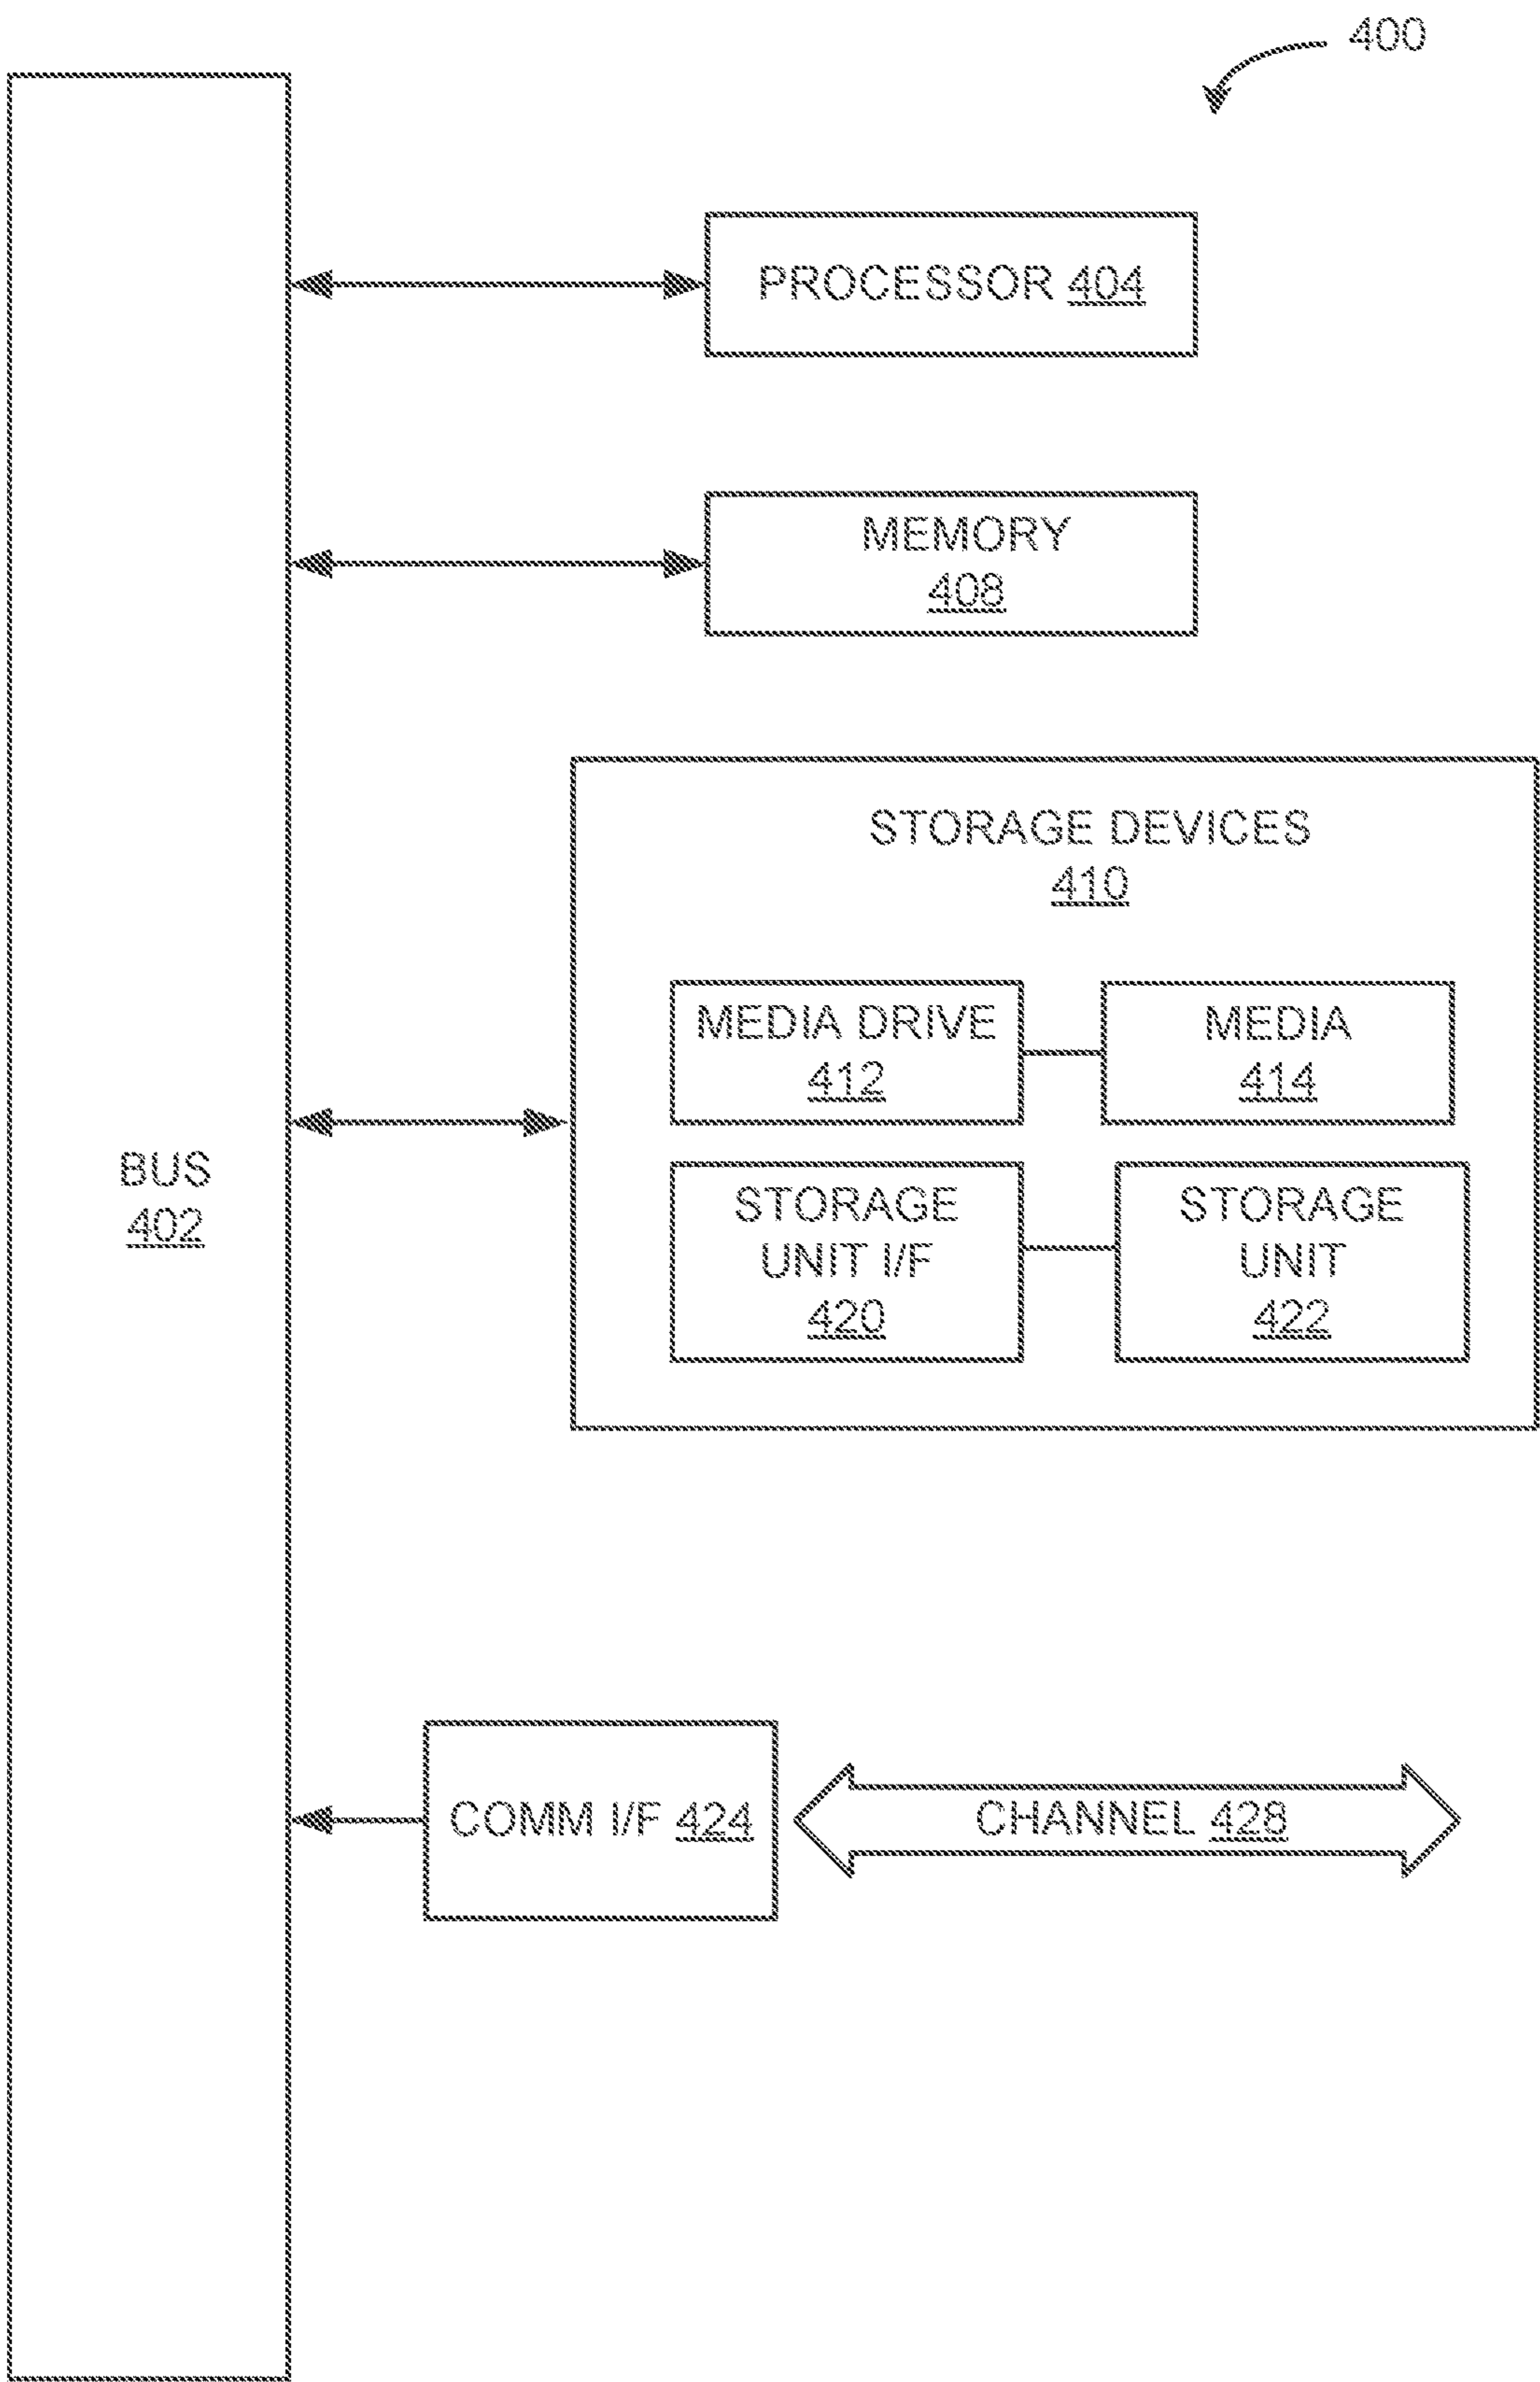 400
PROCESSOR 404
MEMORY
408
STORAGE DEVICES
410
MEDIA DRIVE
412
MEDIA
414
BUS
402
STORAGE
UNIT I/F
420
STORAGE
UNIT
422
COMM I/F 424
CHANNEL 428